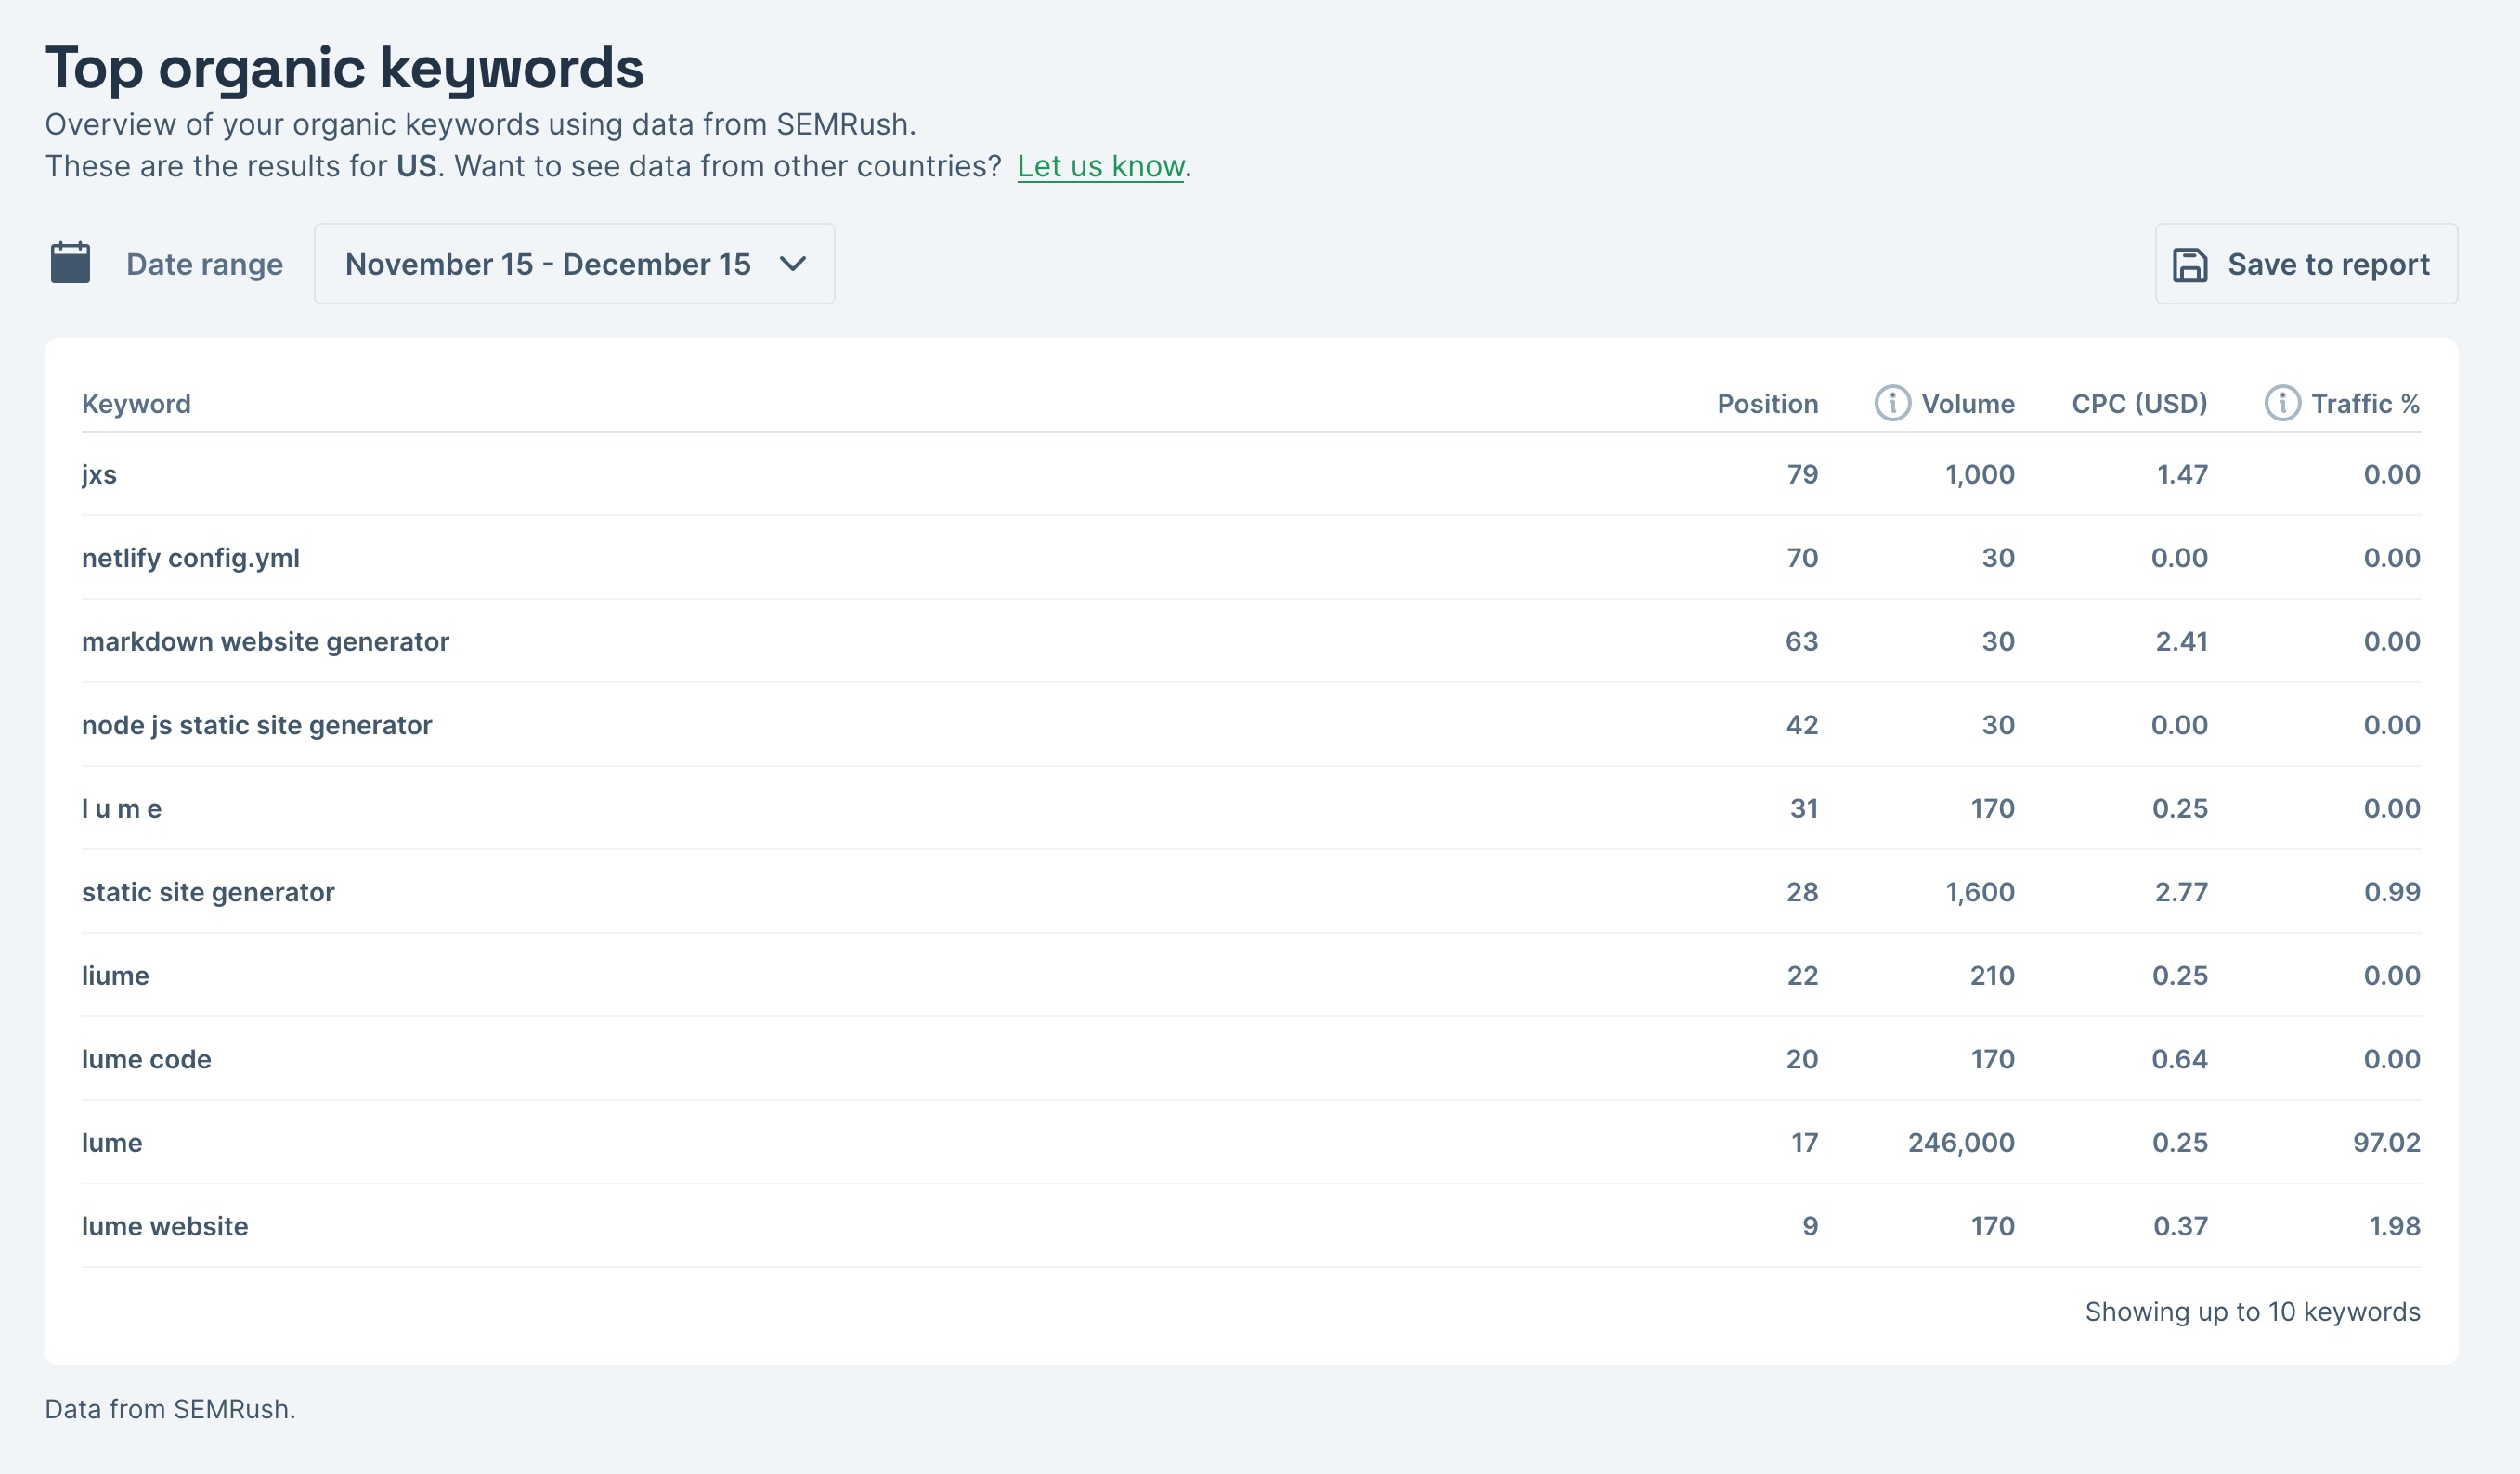 Top organic keywords
Overview of your organic keywords using data from SEMRush.
These are the results for US. Want to see data from other countries? Let us know.
Date range November 15 - December 15 Save to report
Keyword Position Volume CPC (USD) Traffic %
jxs 79 1,000 1.47 0.00
netlify config.yml 70 30 0.00 0.00
markdown website generator 63 30 2.41 0.00
node js static site generator 42 30 0.00 0.00
l u m e 31 170 0.25 0.00
static site generator 28 1,600 2.77 0.99
liume 22 210 0.25 0.00
lume code 20 170 0.64 0.00
lume 17 246,000 0.25 97.02
lume website 9 170 0.37 1.98
Showing up to 10 keywords
Data from SEMRush.